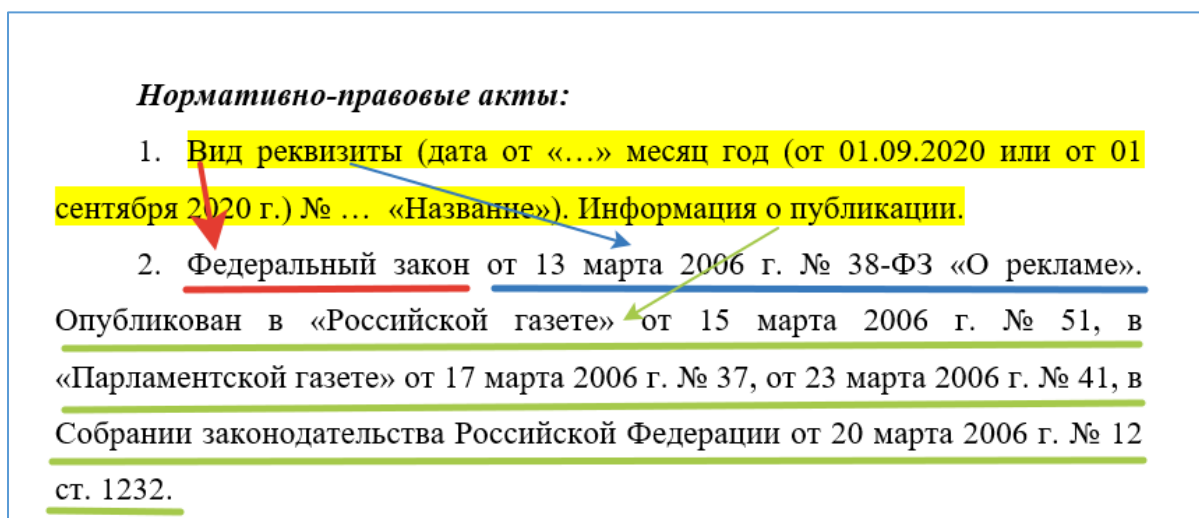 Нормативно-правовые акты:
1. Вид реквизиты (дата от «…» месяц год (от 01.09.2020 или от 01
сентября 2020 г.) № … «Название»). Информация о публикации.
2. Федеральный закон от 13 марта 2006 г. № 38-ФЗ «О рекламе».
Опубликован в «Российской газете» от 15 марта 2006 г. № 51, в
«Парламентской газете» от 17 марта 2006 г. № 37, от 23 марта 2006 г. № 41, в
Собрании законодательства Российской Федерации от 20 марта 2006 г. № 12
ст. 1232.